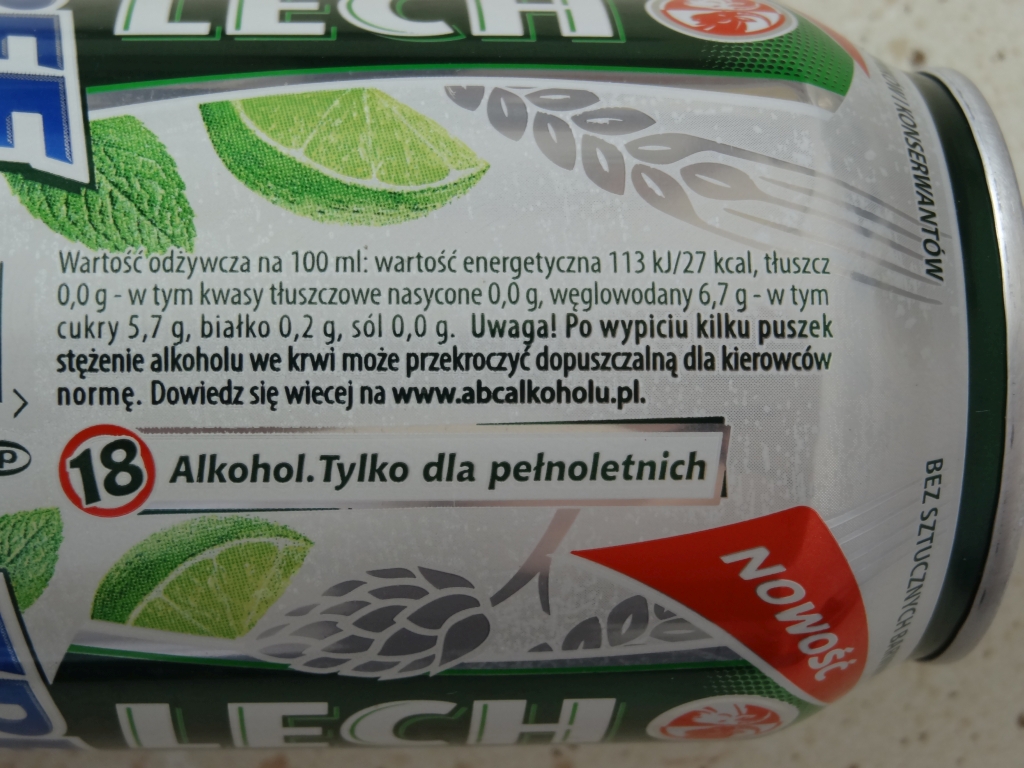 LECH
KONSERWANTÓW
Wartość odżywcza na 100 ml: wartość energetyczna 113 kJ/27 kcal, tłuszcz
0,0 g - w tym kwasy tłuszczowe nasycone 0,0 g, węglowodany 6,7 g - w tym
cukry 5,7 g, białko 0,2 g, sól 0,0 g. Uwaga! Po wypiciu kilku puszek
stężenie alkoholu we krwi może przekroczyć dopuszczalną dla kierowców
normę. Dowiedz się wiecej na www.abcalkoholu.pl.
P
18 Alkohol. Tylko dla pełnoletnich
BEZ SZTUCZNYCH
NOWOŚĆ
LECH